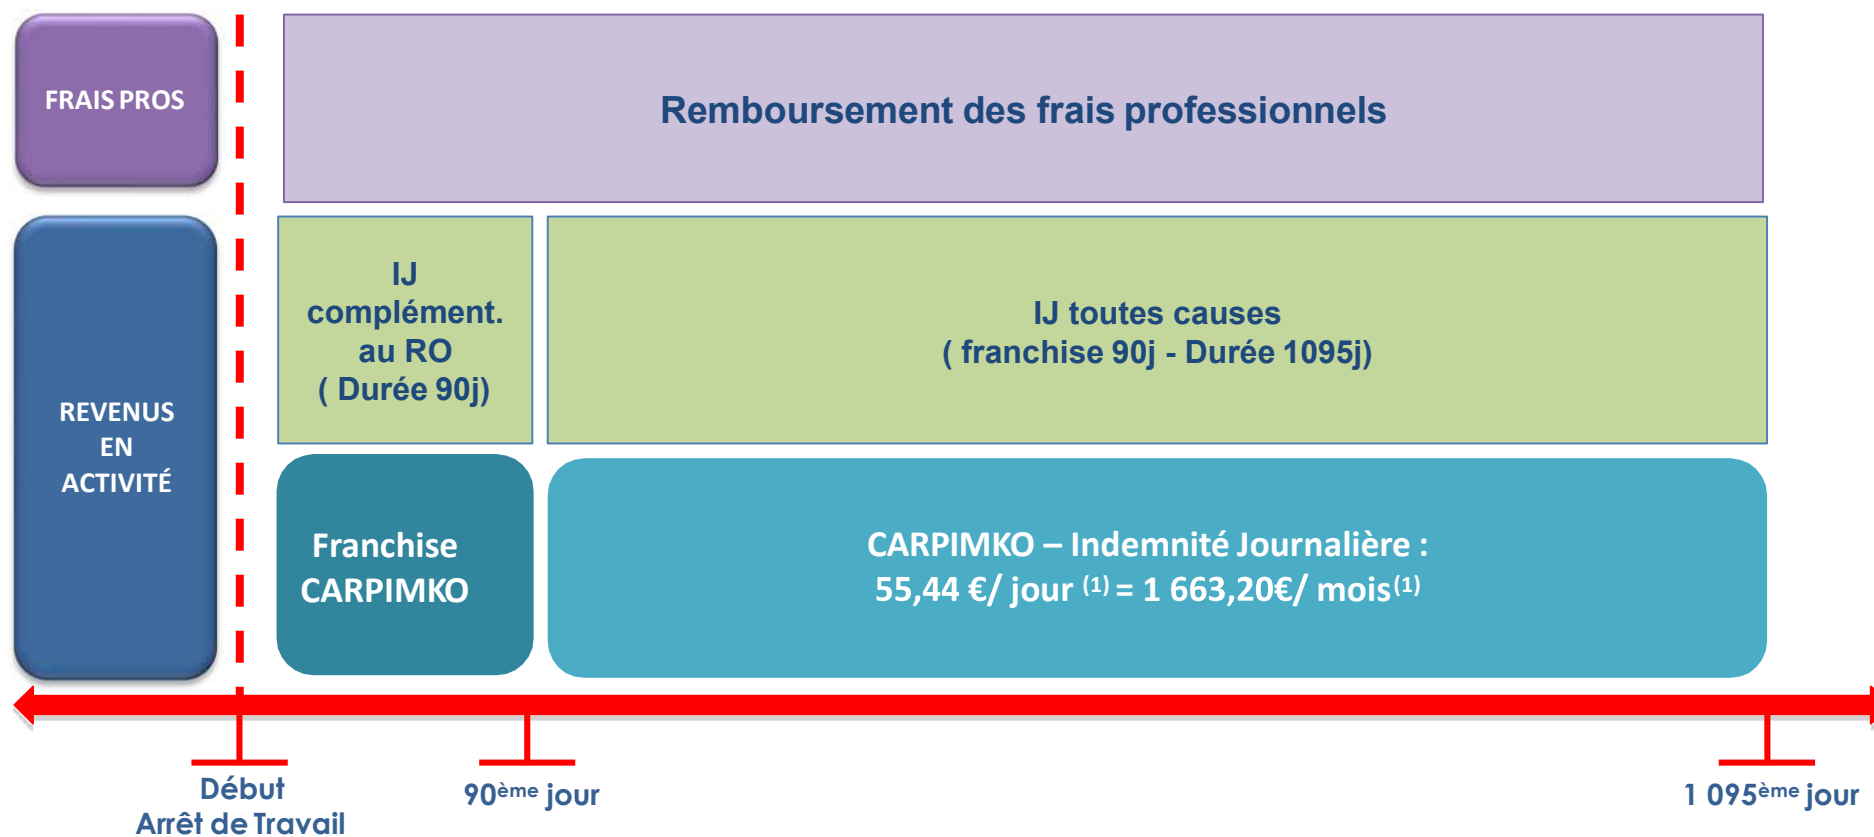 FRAIS PROS
Remboursement des frais professionnels
REVENUS
EN
ACTIVITÉ
IJ
complément.
au RO
( Durée 90j)
IJ toutes causes
( franchise 90j - Durée 1095j)
Franchise
CARPIMKO
CARPIMKO – Indemnité Journalière :
55,44 €/ jour (1) = 1 663,20€/ mois(1)
Début
Arrêt de Travail
90ème jour
1 095ème jour